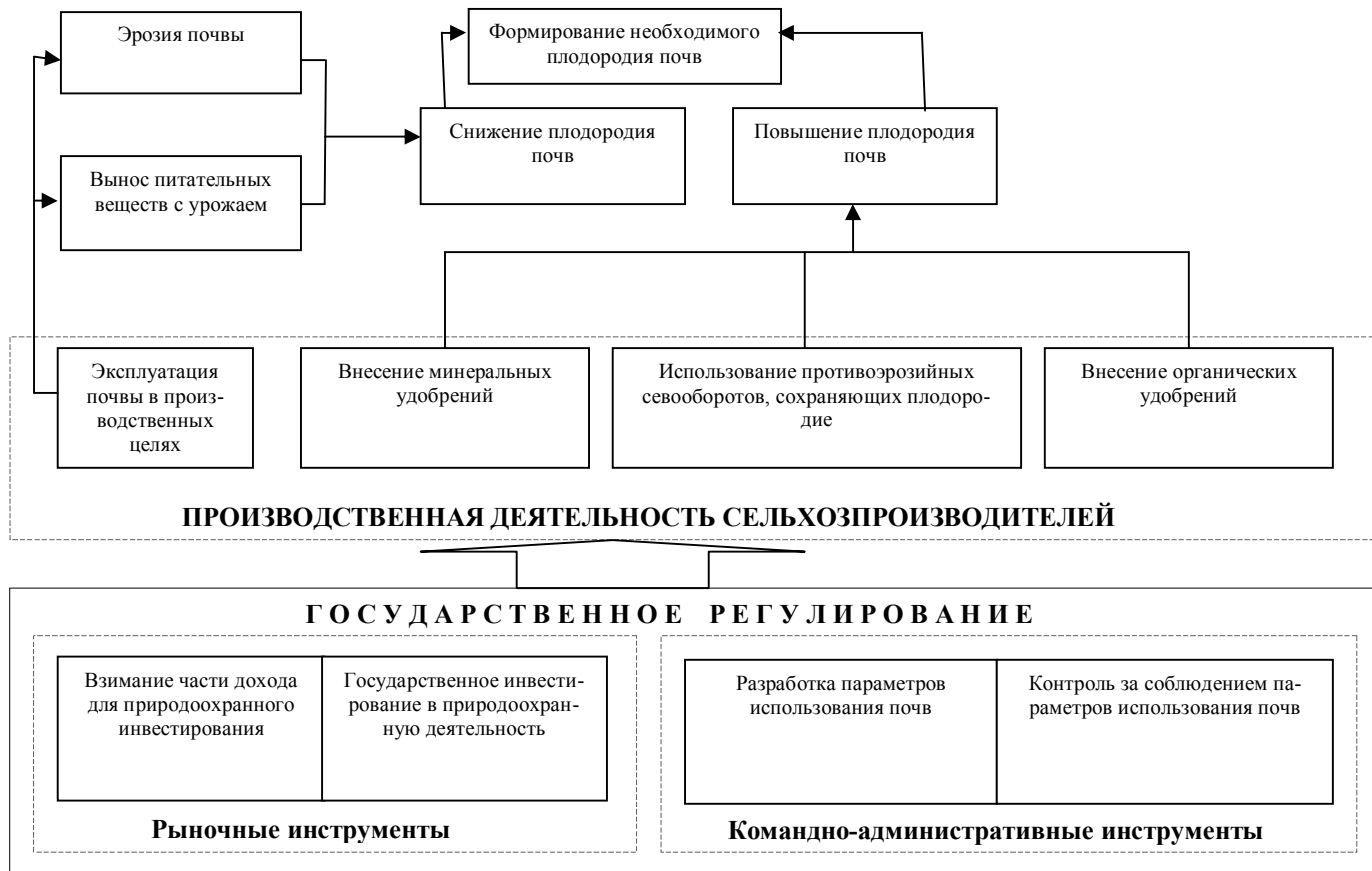 Эрозия почвы
Формирование необходимого
плодородия почв
Снижение плодородия
почв
Повышение плодородия
почв
Вынос питательных
веществ с урожаем
Эксплуатация
почвы в произ-
водственных
целях
Внесение минеральных
удобрений
Использование противоэрозийных
севооборотов, сохраняющих плодоро-
дие
Внесение органических
удобрений
ПРОИЗВОДСТВЕННАЯ ДЕЯТЕЛЬНОСТЬ СЕЛЬХОЗПРОИЗВОДИТЕЛЕЙ
Г О С У Д А Р С Т В Е Н Н О Е Р Е Г У Л И Р О В А Н И Е
Взимание части дохода
для природоохранного
инвестирования
Государственное инвести-
рование в природоохран-
ную деятельность
Рыночные инструменты
Разработка параметров
использования почв
Контроль за соблюдением па-
раметров использования почв
Командно-административные инструменты